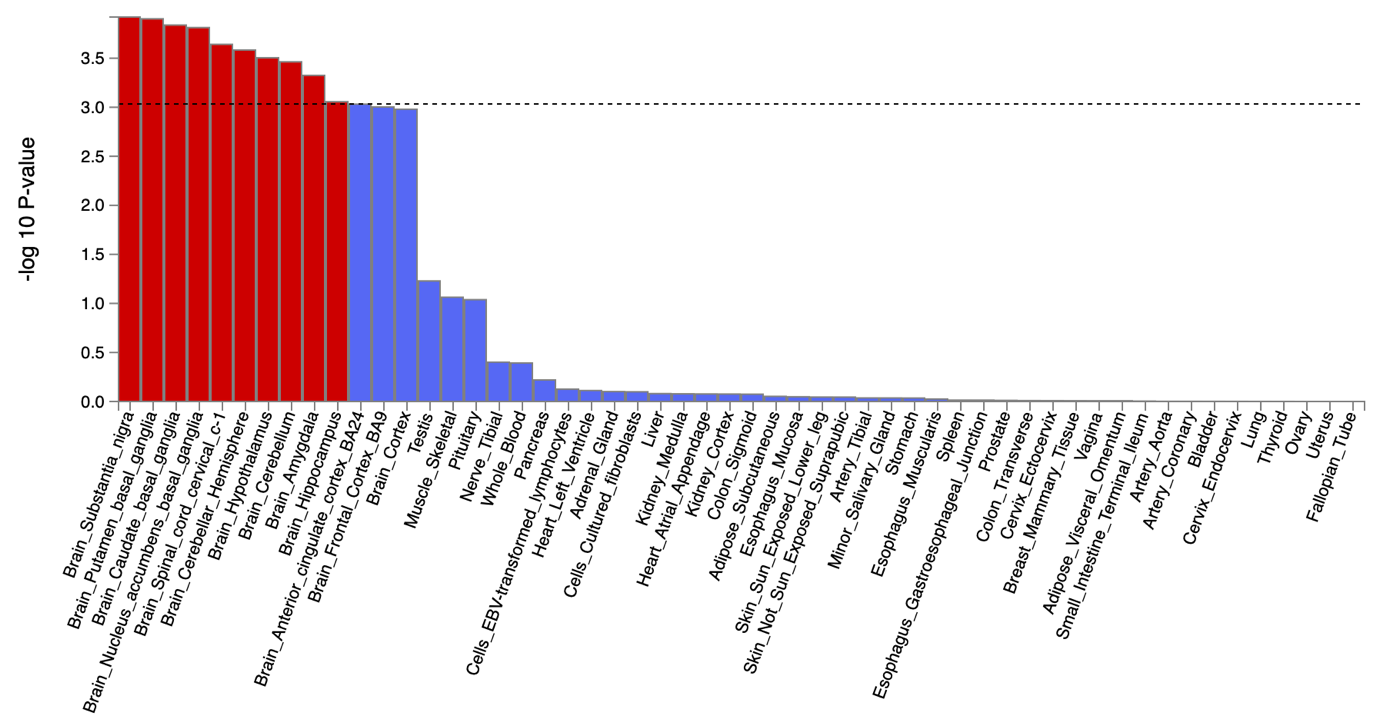 -log 10 P-value
3.5
3.0
2.5
2.0
1.5
1.0
0.5
0.0
Brain_Substantia_nigra
Brain_Putamen_basal_ganglia
Brain_Caudate_basal_ganglia
Brain_Nucleus_accumbens_basal_ganglia
Brain_Spinal_cord_cervical_c-1
Brain_Cerebellar_Hemisphere
Brain_Hypothalamus
Brain_Cerebellum
Brain_Amygdala
Brain_Hippocampus
Brain_Anterior_cingulate_cortex_BA24
Brain_Frontal_Cortex_BA9
Brain_Cortex
Testis
Muscle_Skeletal
Pituitary
Nerve_Tibial
Whole_Blood
Pancreas
Cells_EBV-transformed_lymphocytes
Heart_Left_Ventricle
Adrenal_Gland
Cells_Cultured_fibroblasts
Liver
Kidney_Medulla
Heart_Atrial_Appendage
Kidney_Cortex
Colon_Sigmoid
Adipose_Subcutaneous
Esophagus_Mucosa
Skin_Sun_Exposed_Lower_leg
Skin_Not_Sun_Exposed_Suprapubic
Artery_Tibial
Minor_Salivary_Gland
Stomach
Esophagus_Muscularis
Spleen
Esophagus_Gastroesophageal_Junction
Prostate
Colon_Transverse
Cervix_Ectocervix
Breast_Mammary_Tissue
Vagina
Adipose_Visceral_Omentum
Small_Intestine_Terminal_Ileum
Artery_Aorta
Artery_Coronary
Bladder
Cervix_Endocervix
Lung
Thyroid
Ovary
Uterus
Fallopian_Tube